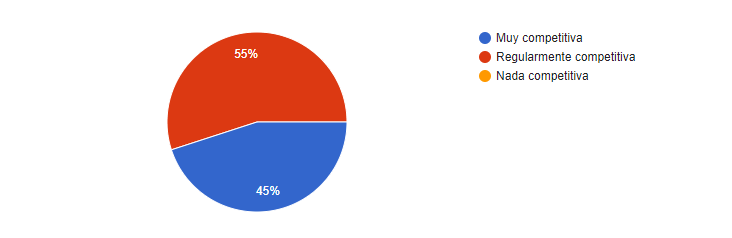 55%
45%
Muy competitiva
Regularmente competitiva
Nada competitiva